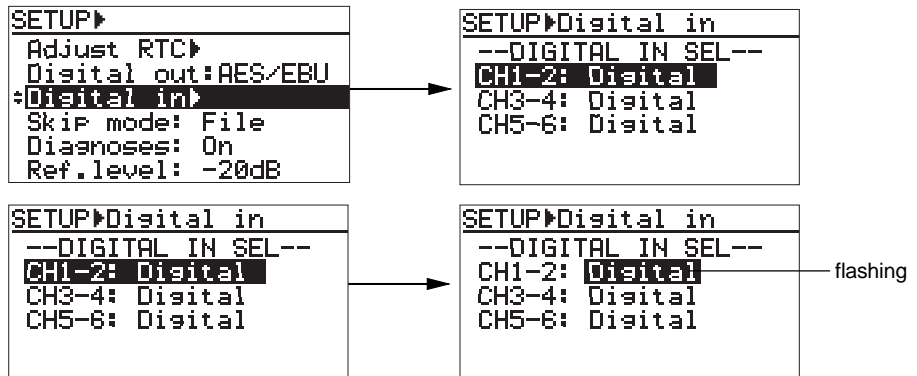 SETUP▶
Adjust RTC▶
Digital out:AES/EBU
Digital in▶
Skip mode: File
Diagnoses: On
Ref.level: -20dB
SETUP▶Digital in
--DIGITAL IN SEL--
CH1-2: Digital
CH3-4: Digital
CH5-6: Digital
SETUP▶Digital in
--DIGITAL IN SEL--
CH1-2: Digital
CH3-4: Digital
CH5-6: Digital
SETUP▶Digital in
--DIGITAL IN SEL--
CH1-2: Digital
CH3-4: Digital
CH5-6: Digital
flashing